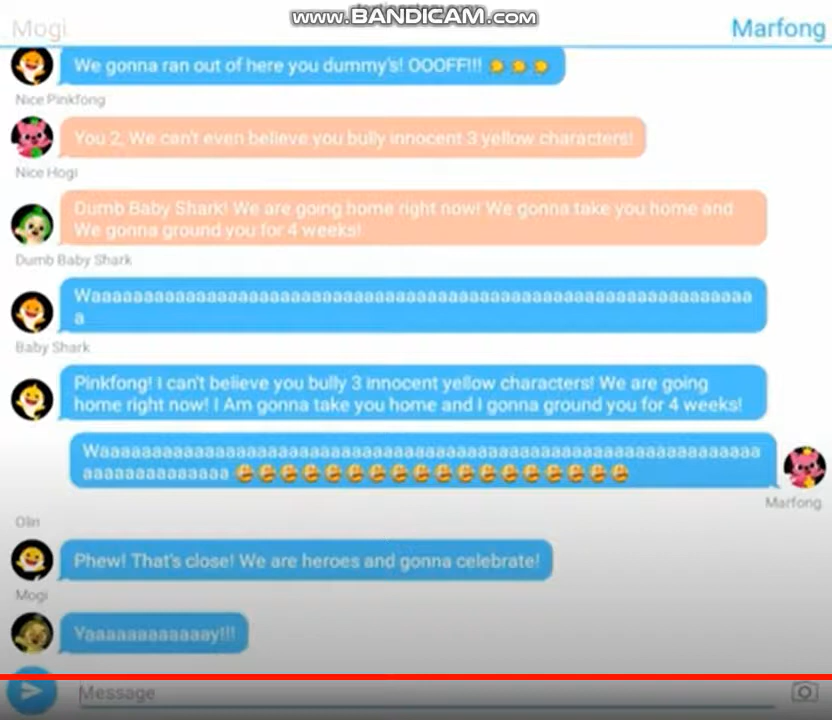 www.BANDICAM.com
Mogi
Marfong
We gonna ran out of here you dummy's! OOOFF!!!
Nice Pinkfong
You 2, We can't even believe you bully innocent 3 yellow characters!
Nice Hogi
Dumb Baby Shark! We are going home right now! We gonna take you home and
We gonna ground you for 4 weeks!
Dumb Baby Shark
Waaaaaaaaaaaaaaaaaaaaaaaaaaaaaaaaaaaaaaaaaaaaaaaaaaaaaaaaaaaaaaa
a
Baby Shark
Pinkfong! I can't believe you bully 3 innocent yellow characters! We are going
home right now! I Am gonna take you home and I gonna ground you for 4 weeks!
Waaaaaaaaaaaaaaaaaaaaaaaaaaaaaaaaaaaaaaaaaaaaaaaaaaaaaaaaaaaaaaa
aaaaaaaaaaaaaa
Marfong
Olin
Phew! That's close! We are heroes and gonna celebrate!
Mogi
Yaaaaaaaaaaaay!!!
Message